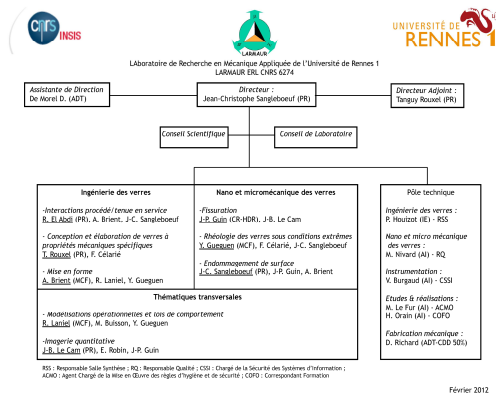 cnrs
INSIS
LARMAUR
UNIVERSITÉ DE
RENNES 1
Laboratoire de Recherche en Mécanique Appliquée de l'Université de Rennes 1
LARMAUR ERL CNRS 6274
Assistante de Direction
De Morel D. (ADT)
Directeur :
Jean-Christophe Sangleboeuf (PR)
Directeur Adjoint :
Tanguy Rouxel (PR)
Conseil Scientifique
Conseil de Laboratoire
Ingénierie des verres
-Interactions procédé/tenue en service
R. El Abdi (PR), A. Brient, J-C. Sangleboeuf
- Conception et élaboration de verres à
propriétés mécaniques spécifiques
T. Rouxel (PR), F. Célarié
- Mise en forme
A. Brient (MCF), R. Laniel, Y. Gueguen
Nano et micromécanique des verres
-Fissuration
J-P. Guin (CR-HDR), J-B. Le Cam
- Rhéologie des verres sous conditions extrêmes
Y. Gueguen (MCF), F. Célarié, J-C. Sangleboeuf
- Endommagement de surface
J-C. Sangleboeuf (PR), J-P. Guin, A. Brient
Thématiques transversales
- Modélisations opérationnelles et lois de comportement
R. Laniel (MCF), M. Buisson, Y. Gueguen
-Imagerie quantitative
J-B. Le Cam (PR), E. Robin, J-P. Guin
Pôle technique
Ingénierie des verres :
P. Houizot (IE) - RSS
Nano et micro mécanique
des verres :
M. Nivard (AI) - RQ
Instrumentation :
V. Burgaud (AI) - CSSI
Etudes & réalisations :
M. Le Fur (AI) - ACMO
H. Orain (AI) - COFO
Fabrication mécanique :
D. Richard (ADT-CDD 50%)
RSS : Responsable Salle Synthèse ; RQ : Responsable Qualité ; CSSI : Chargé de la Sécurité des Systèmes d'Information ;
ACMO : Agent Chargé de la Mise en Œuvre des règles d'hygiène et de sécurité ; COFO : Correspondant Formation
Février 2012